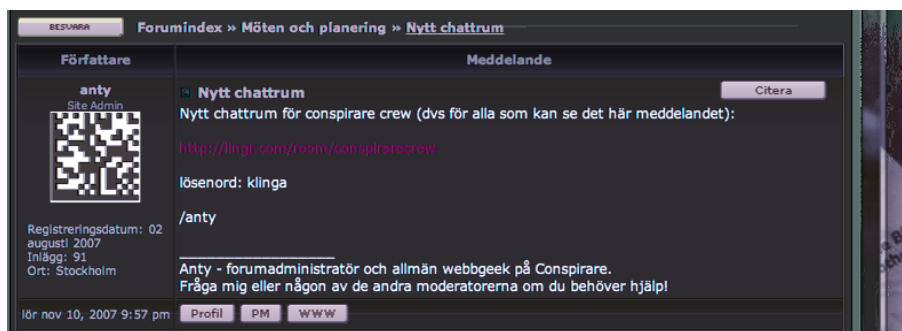 BESVARA Forumindex » Möten och planering » Nytt chattrum
Författare Meddelande
anty
Site Admin
Registreringsdatum: 02
augusti 2007
Inlägg: 91
Ort: Stockholm
Nytt chattrum Citera
Nytt chattrum för conspirare crew (dvs för alla som kan se det här meddelandet):
http://lingr.com/room/conspirarecrew
lösenord: klinga
/anty
Anty - forumadministratör och allmän webbgeek på Conspirare.
Fråga mig eller någon av de andra moderatorerna om du behöver hjälp!
lör nov 10, 2007 9:57 pm Profil PM WWW